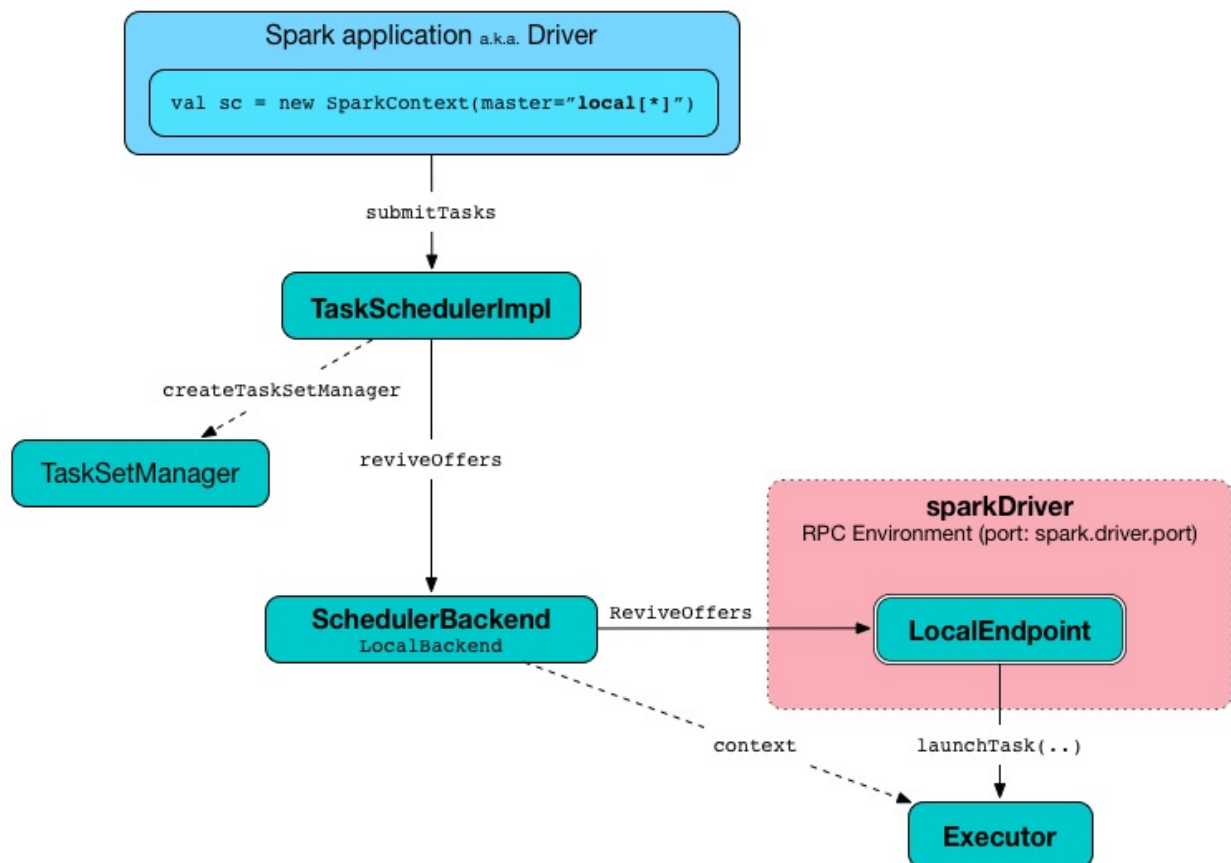 Spark application a.k.a. Driver
val sc = new SparkContext(master=”local[*]”)
submitTasks
TaskSchedulerImpl
createTaskSetManager
TaskSetManager
reviveOffers
sparkDriver
RPC Environment (port: spark.driver.port)
SchedulerBackend
LocalBackend
ReviveOffers
LocalEndpoint
context
launchTask(..)
Executor